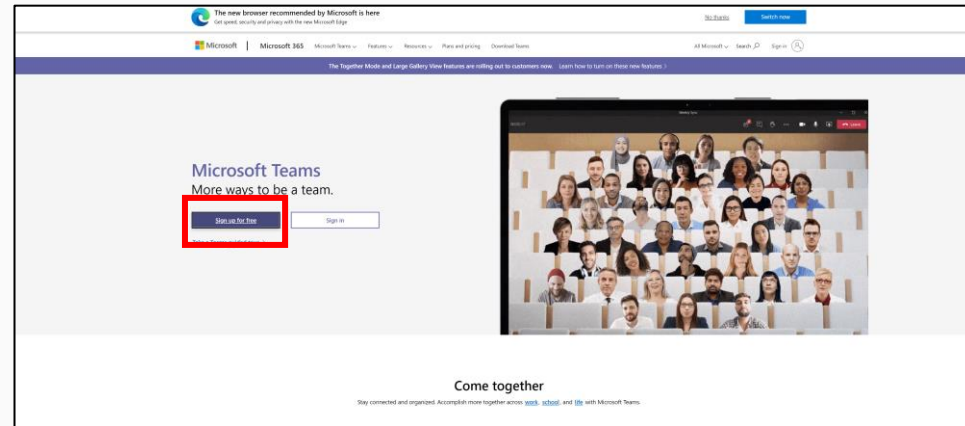 The new browser recommended by Microsoft is here
Get speed, security and privacy with the new Microsoft Edge
No thanks
Switch now
Microsoft
Microsoft 365
Microsoft Teams
Features
Resources
Plans and pricing
Download Teams
All Microsoft
Search
Sign in
The Together Mode and Large Gallery View features are rolling out to customers now. Learn how to turn on these new features
Leave
Microsoft Teams
More ways to be a team.
Sign up for free
Sign in
Come together
Stay connected and organized. Accomplish more together across work, school, and life with Microsoft Teams.